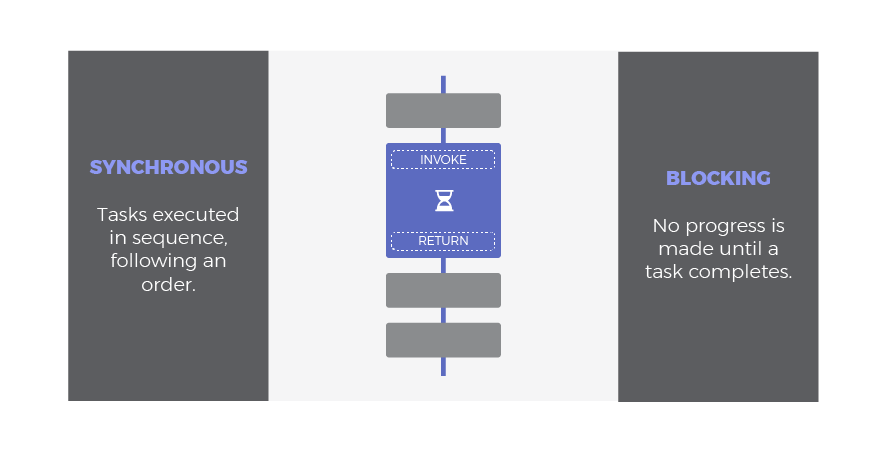 SYNCHRONOUS
Tasks executed
in sequence,
following an
order.
INVOKE
RETURN
BLOCKING
No progress is
made until a
task completes.